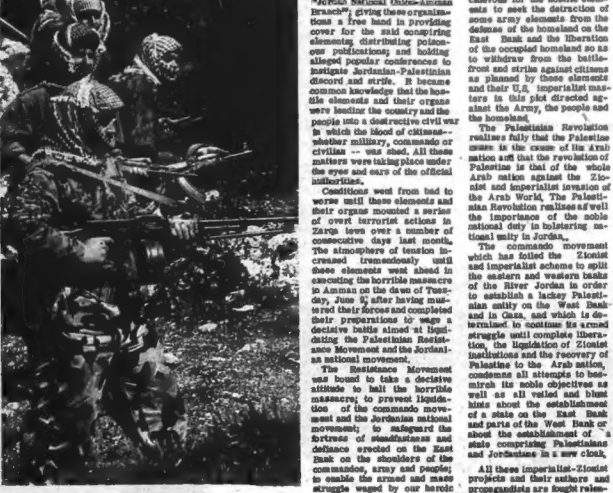 "Jordan National Union-Amman
Branch"; giving these organiza-
tions a free hand in providing
cover for the said conspiring
elements; distributing poison-
ous publications; and holding
alleged popular conferences to
instigate Jordanian-Palestinian
discord and strife. It became
common knowledge that the hos-
tile elements and their organs
were leading the country and the
people into a destructive civil war
in which the blood of citizens--
whether military, commando or
civilian -- was shed. All these
matters were taking place under
the eyes and ears of the official
authorities.
Conditions went from bad to
worse until these elements and
their organs mounted a series
of overt terrorist actions in
Zarqa town over a number of
consecutive days last month.
The atmosphere of tension in-
creased tremendously until
these elements went ahead in
executing the horrible massacre
in Amman on the dawn of Tues-
day, June 9, after having mus-
tered their forces and completed
their preparations to wage a
decisive battle aimed at liqui-
dating the Palestinian Resist-
ance Movement and the Jordani-
an national movement.
The Resistance Movement
was bound to take a decisive
attitude to halt the horrible
massacre; to prevent liquida-
tion of the commando move-
ment and the Jordanian national
movement; to safeguard the
fortress of steadfastness and
defiance erected on the East
Bank on the shoulders of the
commandos, army and people;
to enable the armed and mass
struggle waged by our heroic
ents to seek the detraction of
some army elements from the
defense of the homeland on the
East Bank and the liberation
of the occupied homeland so as
to withdraw from the battle-
front and strike against citizens
as planned by these elements
and their U.S. imperialist mas-
ters in this plot directed ag-
ainst the Army, the people and
the homeland.
The Palestinian Revolution
realizes fully that the Palestine
cause is the cause of the Arab
nation and that the revolution of
Palestine is that of the whole
Arab nation against the Zio-
nist and imperialist invasion of
the Arab World. The Palesti-
nian Revolution realises as well
the importance of the noble
national duty in bolstering na-
tional unity in Jordan.
The commando movement
which has foiled the Zionist
and imperialist scheme to split
the eastern and western banks
of the River Jordan in order
to establish a lackey Palesti-
nian entity on the West Bank
and in Gaza, and which is de-
termined to continue its armed
struggle until complete libera-
tion, the liquidation of Zionist
institutions and the recovery of
Palestine to the Arab nation,
condemns all attempts to bes-
mirch its noble objectives as
well as all veiled and blunt
hints about the establishment
of a state on the East Bank
and parts of the West Bank or
about the establishment of a
state comprising Palestinians
and Jordanians in a new cloak.
All these imperialist-Zionist
projects and their authors and
propagandists are fought relen-